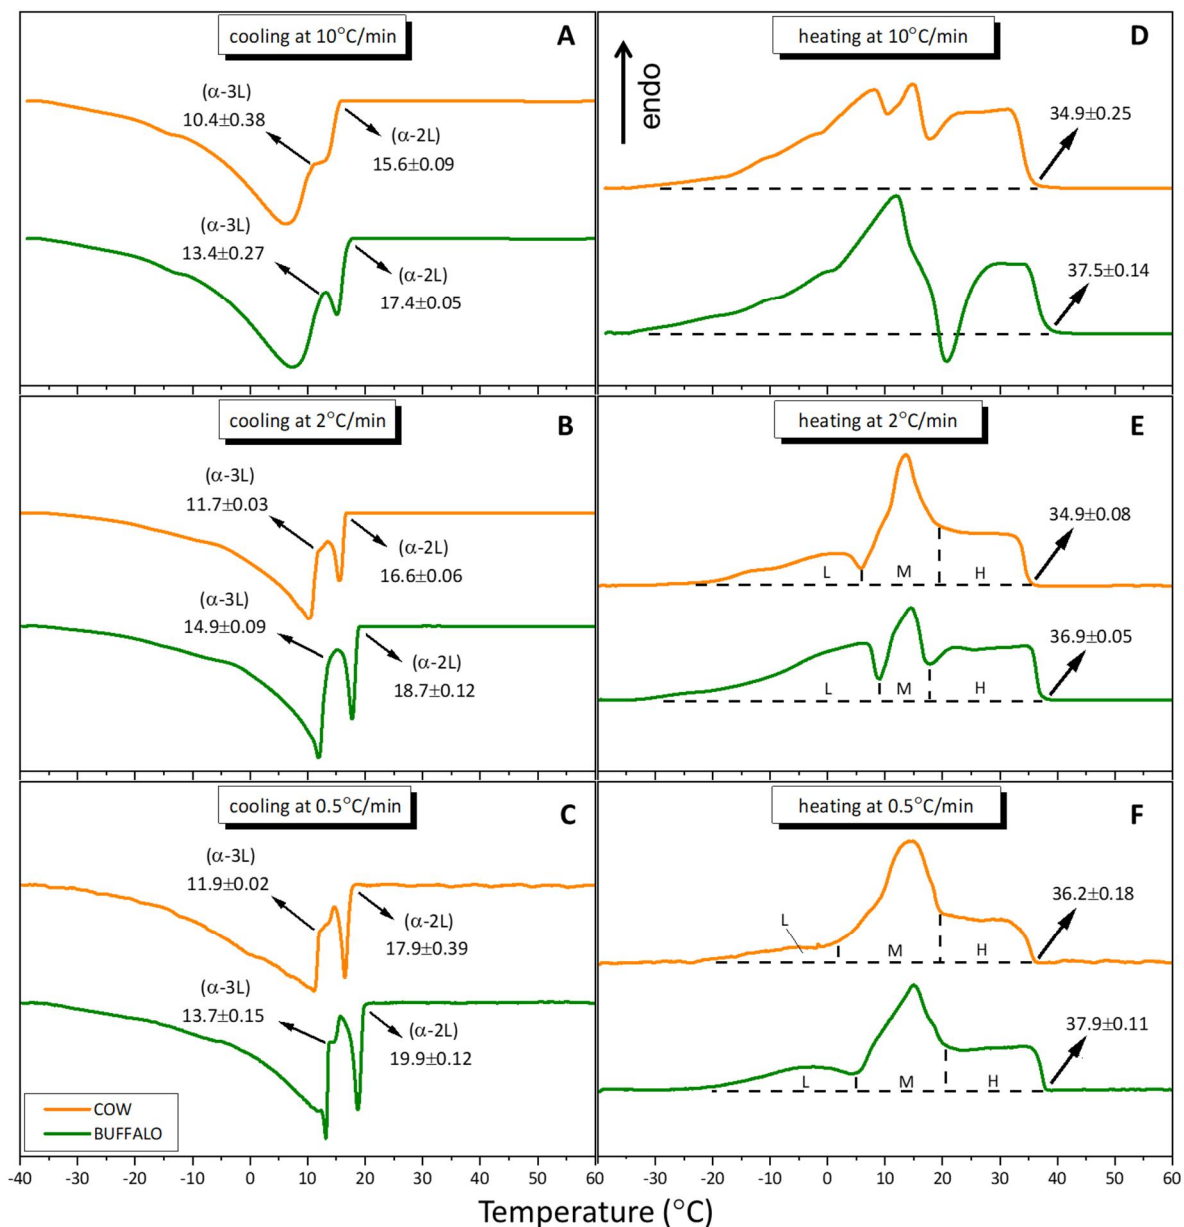 cooling at 10°C/min
A
(α-3L)
10.4±0.38
(α-2L)
15.6±0.09
(α-3L)
13.4±0.27
(α-2L)
17.4±0.05
heating at 10°C/min
D
endo
34.9±0.25
37.5±0.14
cooling at 2°C/min
B
(α-3L)
11.7±0.03
(α-2L)
16.6±0.06
(α-3L)
14.9±0.09
(α-2L)
18.7±0.12
heating at 2°C/min
E
34.9±0.08
L M H
36.9±0.05
L M H
cooling at 0.5°C/min
C
(α-3L)
11.9±0.02
(α-2L)
17.9±0.39
(α-3L)
13.7±0.15
(α-2L)
19.9±0.12
COW
BUFFALO
heating at 0.5°C/min
F
36.2±0.18
L
M H
37.9±0.11
L M H
-40 -30 -20 -10 0 10 20 30 40 50 60
-30 -20 -10 0 10 20 30 40 50 60
Temperature (°C)